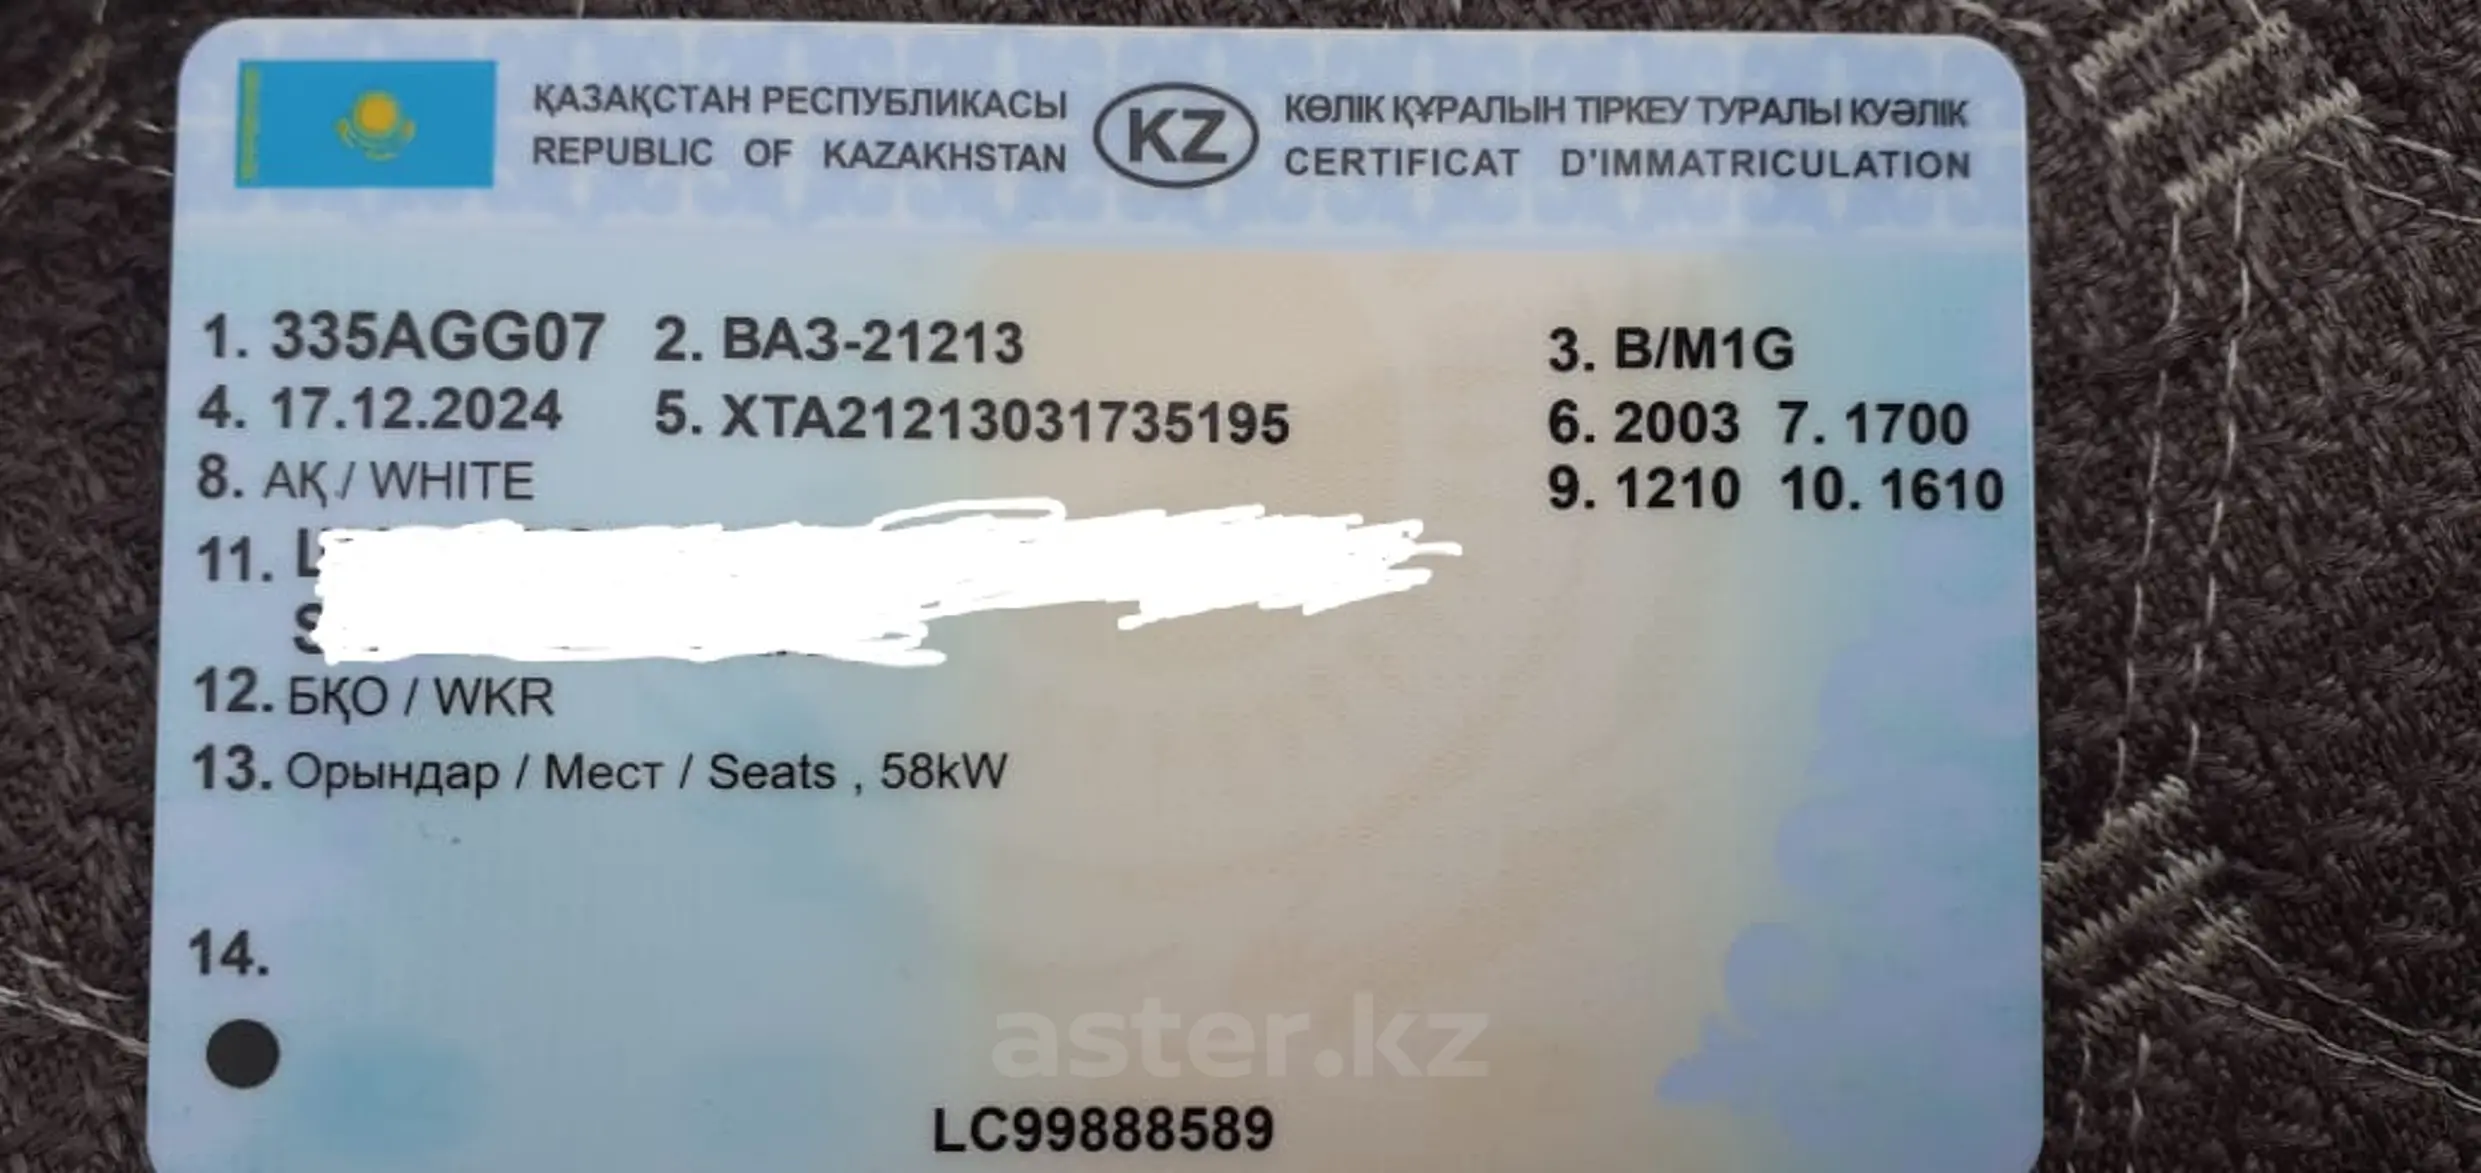 ҚАЗАҚСТАН РЕСПУБЛИКАСЫ
REPUBLIC OF KAZAKHSTAN
KZ
КӨЛІК ҚҰРАЛЫН ТІРКЕУ ТУРАЛЫ КУӘЛІК
CERTIFICAT D'IMMATRICULATION
1. 335AGG07 2. ВАЗ-21213 3. B/M1G
4. 17.12.2024 5. XTA21213031735195 6. 2003 7. 1700
8. АҚ / WHITE 9. 1210 10. 1610
11.
12. БҚО / WKR
13. Орындар / Мест / Seats , 58kW
14.
aster.kz
LC99888589